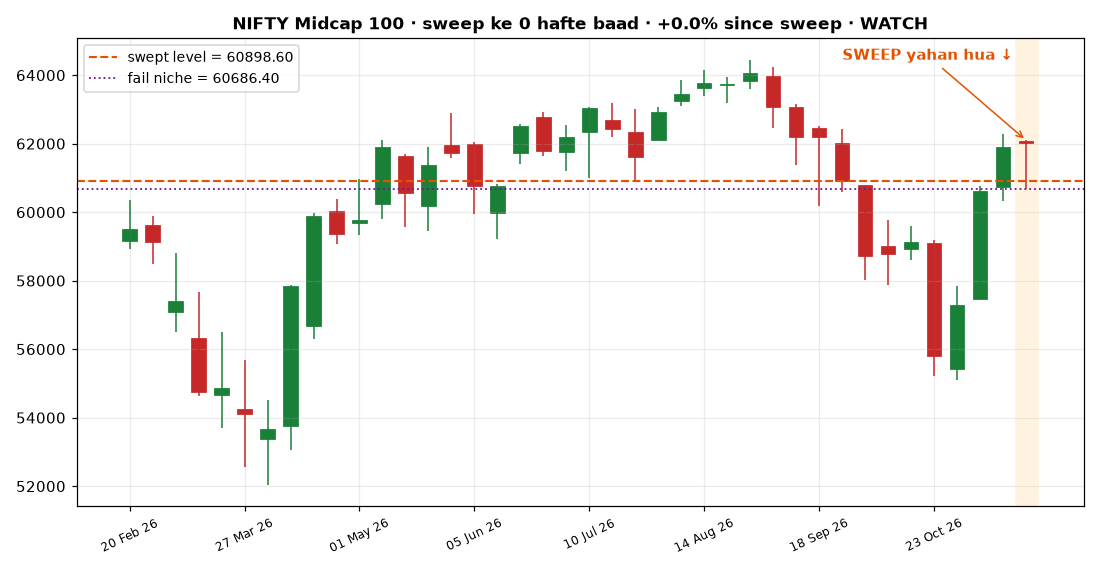 NIFTY Midcap 100 · sweep ke 0 hafte baad · +0.0% since sweep · WATCH
swept level = 60898.60
fail niche = 60686.40
SWEEP yahan hua ↓
64000
62000
60000
58000
56000
54000
52000
20 Feb 26
27 Mar 26
01 May 26
05 Jun 26
10 Jul 26
14 Aug 26
18 Sep 26
23 Oct 26